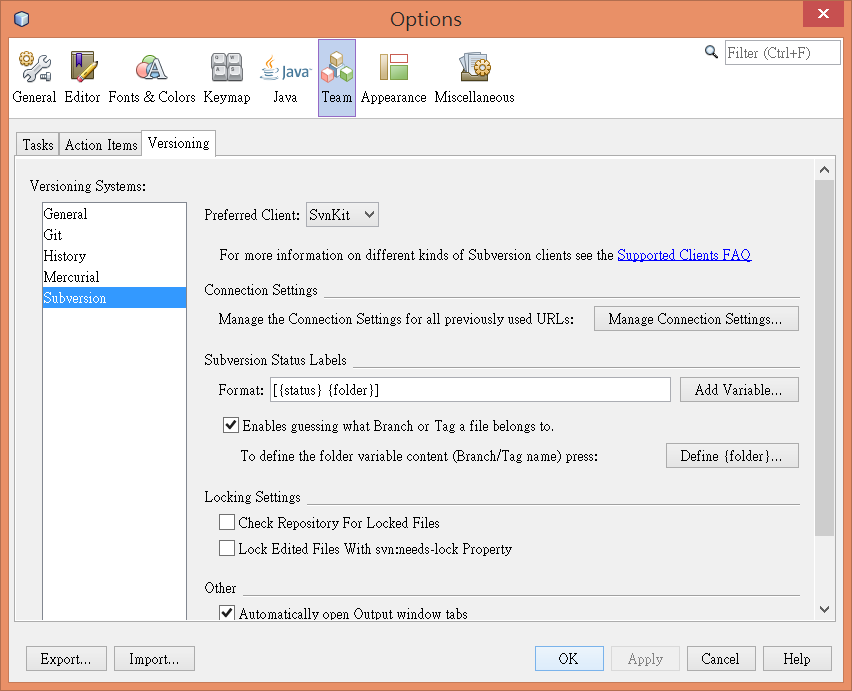 Options
Filter (Ctrl+F)
General Editor Fonts & Colors Keymap Java Java Team Appearance Miscellaneous
Tasks Action Items Versioning
Versioning Systems:
General
Git
History
Mercurial
Subversion
Preferred Client: SvnKit
For more information on different kinds of Subversion clients see the Supported Clients FAQ
Connection Settings
Manage the Connection Settings for all previously used URLs: Manage Connection Settings...
Subversion Status Labels
Format: [{status} {folder}] Add Variable...
Enables guessing what Branch or Tag a file belongs to.
To define the folder variable content (Branch/Tag name) press: Define {folder}...
Locking Settings
Check Repository For Locked Files
Lock Edited Files With svn:needs-lock Property
Other
Automatically open Output window tabs
Export... Import... OK Apply Cancel Help